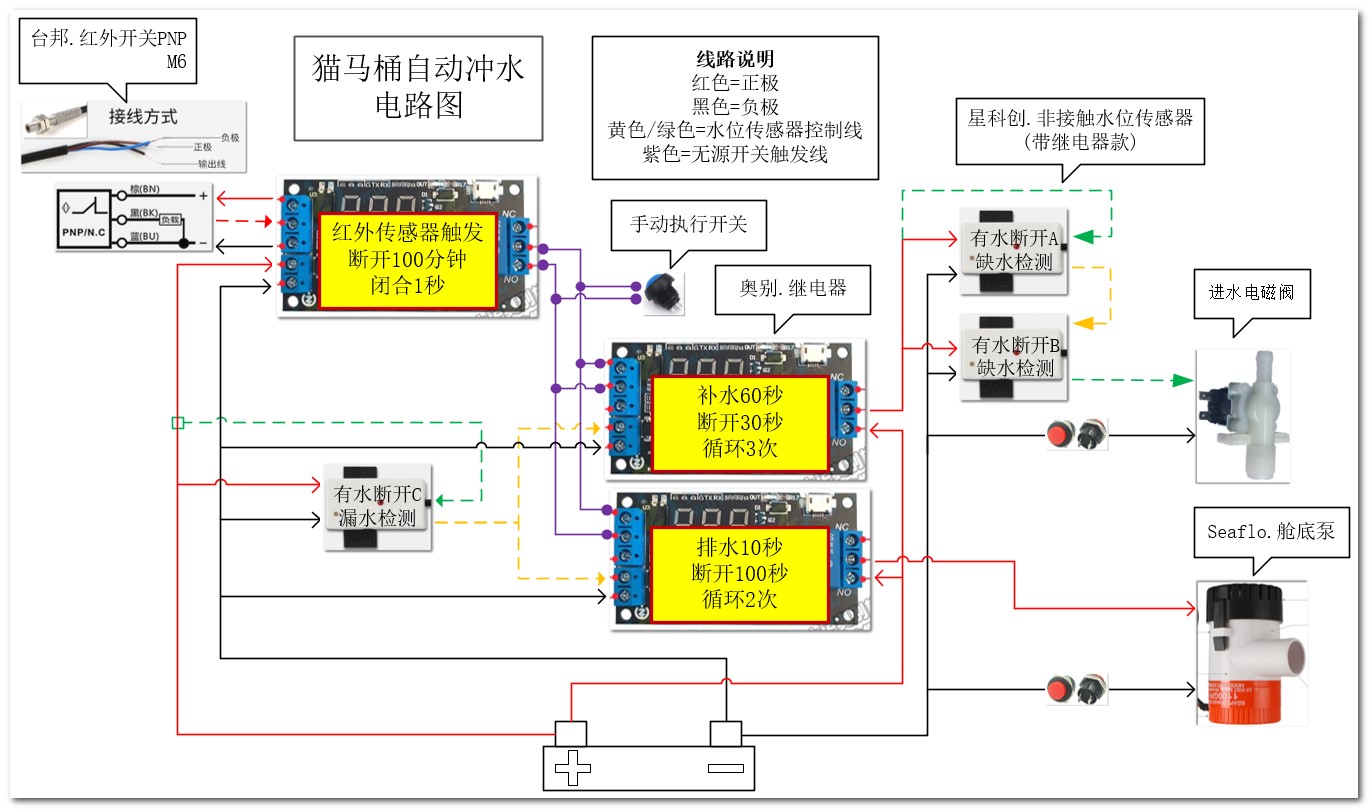 台邦.红外开关PNP
M6
接线方式
负极
正极
输出线
棕(BN)
+
黑(BK)
负载
PNP/N.C
蓝(BU)
−
猫马桶自动冲水
电路图
线路说明
红色=正极
黑色=负极
黄色/绿色=水位传感器控制线
紫色=无源开关触发线
星科创.非接触水位传感器
(带继电器款)
NC
红外传感器触发
断开100分钟
闭合1秒
NO
手动执行开关
奥别.继电器
有水断开A
缺水检测
有水断开B
缺水检测
进水电磁阀
NC
补水60秒
断开30秒
循环3次
NO
有水断开C
漏水检测
NC
排水10秒
断开100秒
循环2次
NO
Seaflo.舱底泵